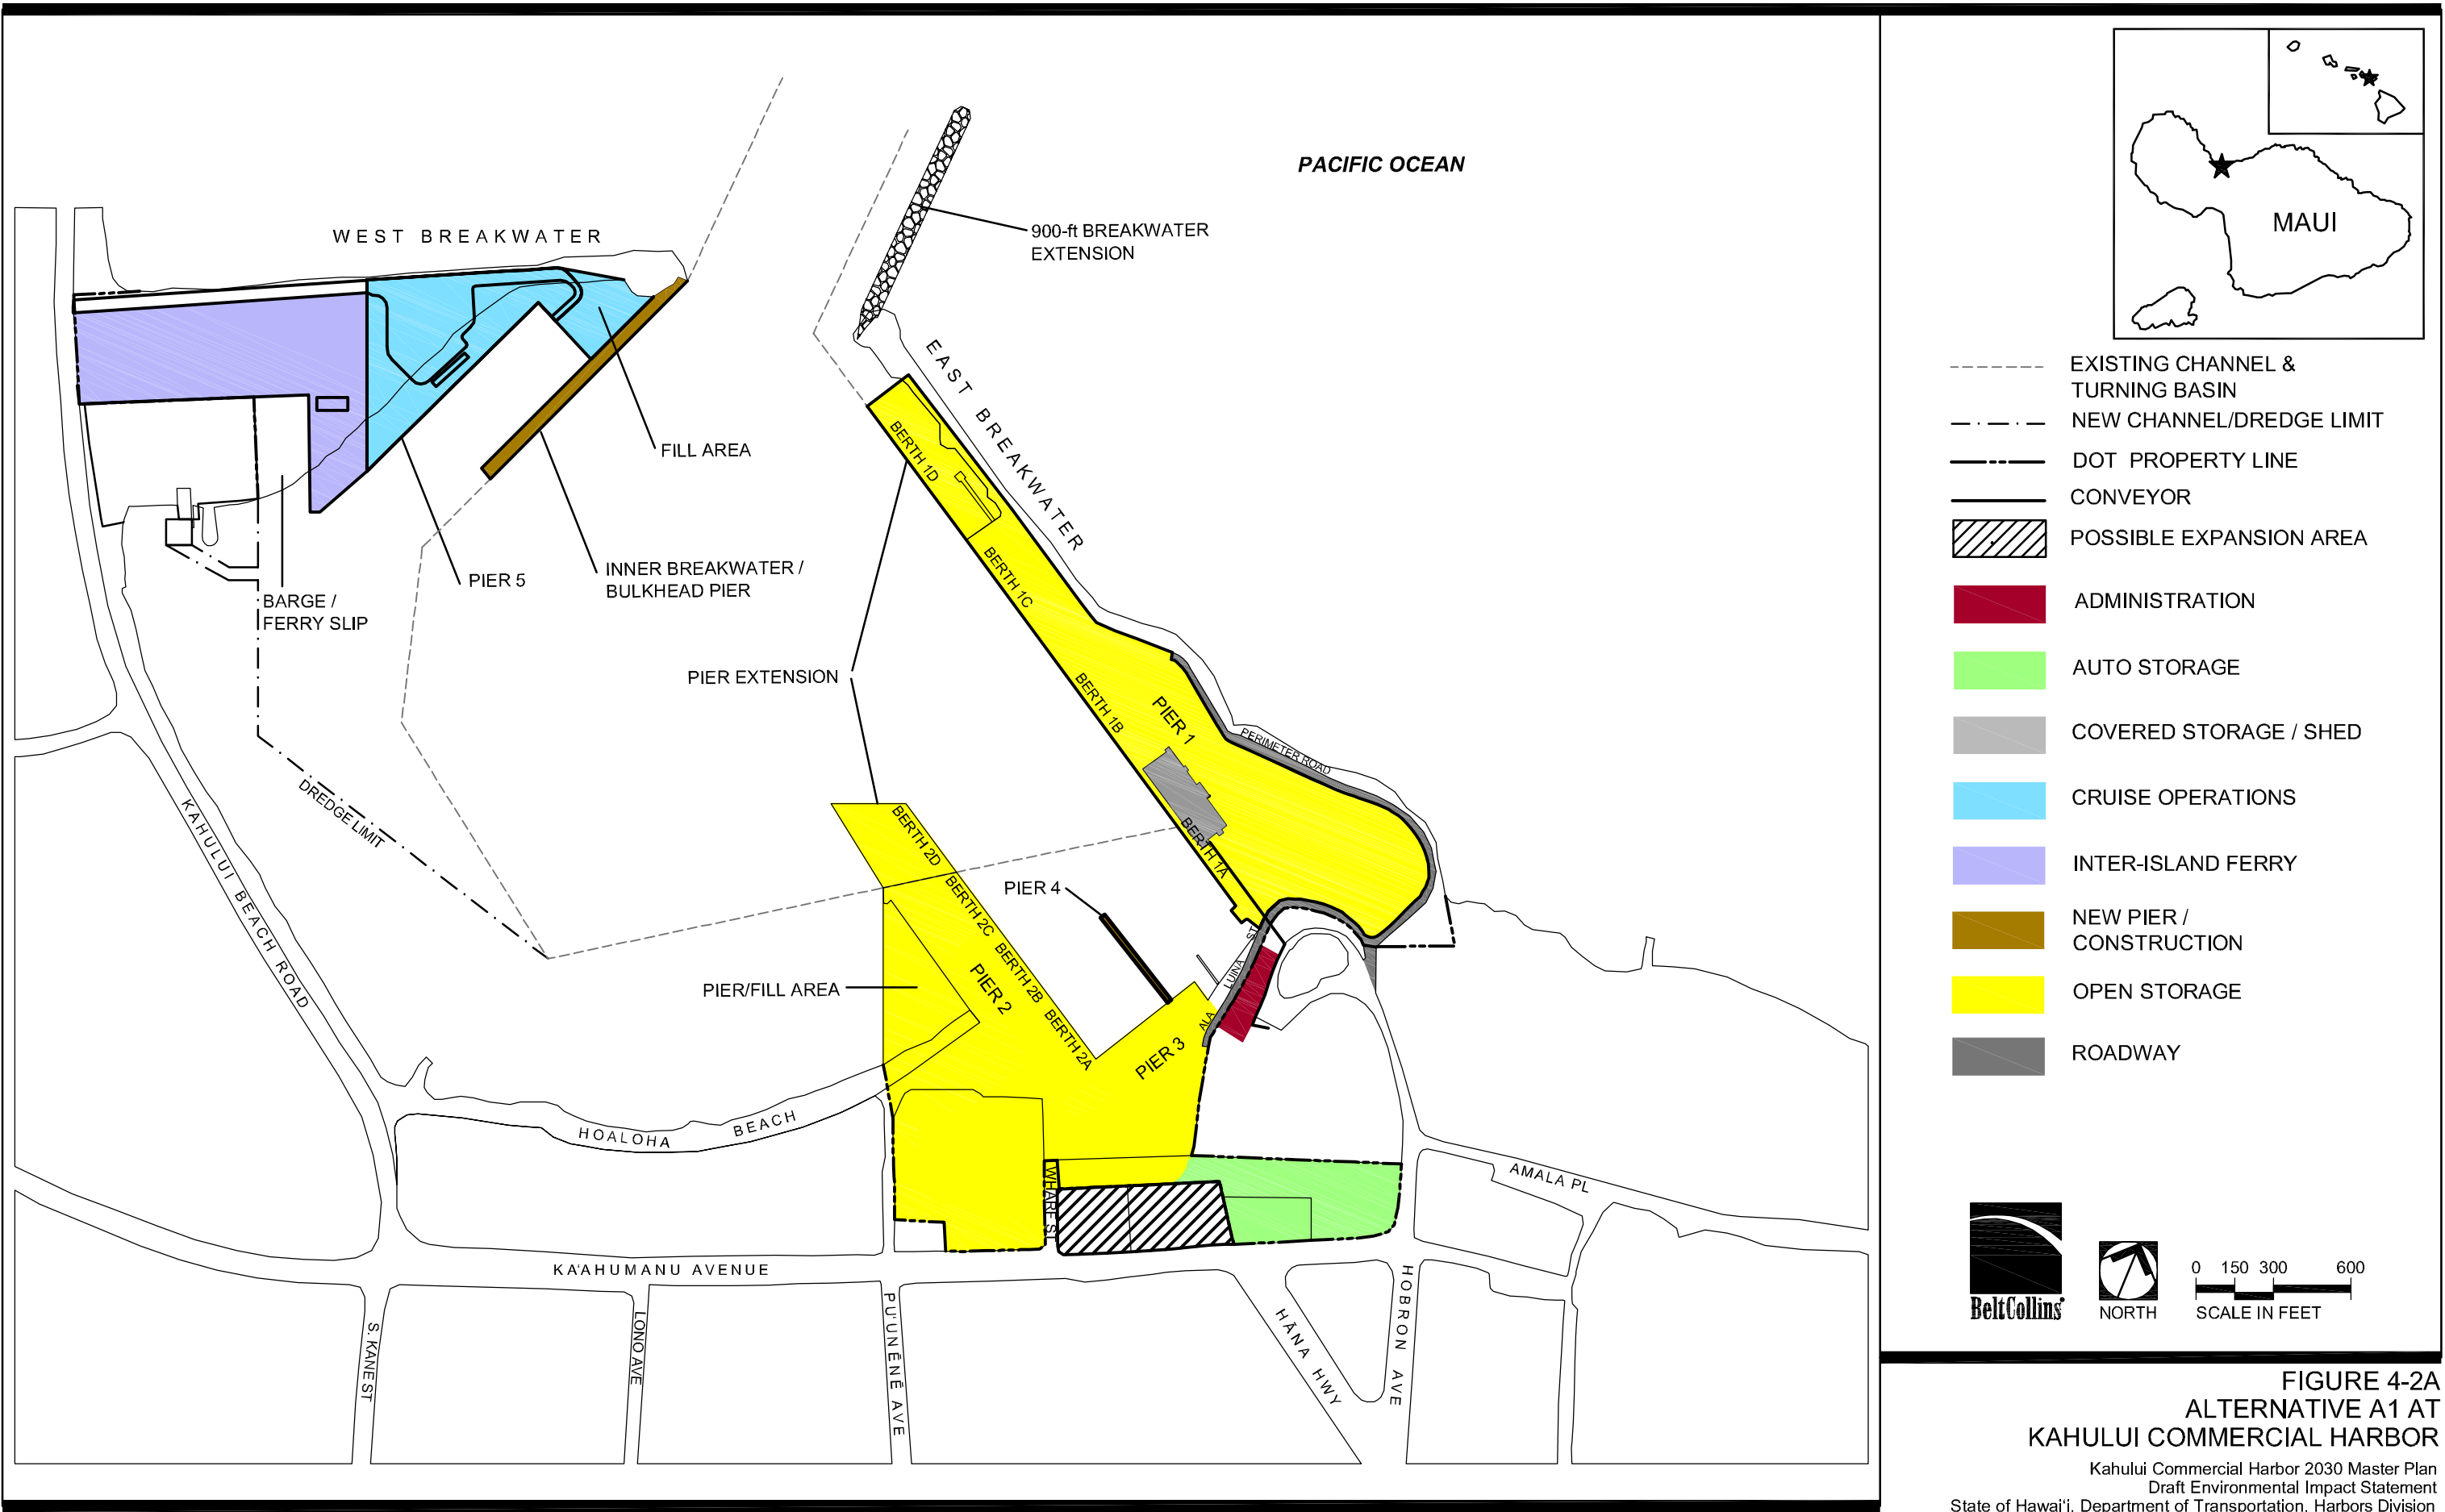 PACIFIC OCEAN
WEST BREAKWATER
900-ft BREAKWATER
EXTENSION
EAST BREAKWATER
FILL AREA
PIER 5
INNER BREAKWATER /
BULKHEAD PIER
BARGE /
FERRY SLIP
PIER EXTENSION
BERTH 1D
BERTH 1C
BERTH 1B
BERTH 1A
PIER 1
PERIMETER ROAD
DREDGE LIMIT
KAHULUI BEACH ROAD
BERTH 2D
BERTH 2C
BERTH 2B
BERTH 2A
PIER 2
PIER 4
PIER/FILL AREA
PIER 3
ALA LUINA ST
HOALOHA BEACH
WHARF ST
AMALA PL
KA'AHUMANU AVENUE
S. KANE ST
LONO AVE
PU'UNĒNĒ AVE
HĀNA HWY
HOBRON AVE
MAUI
EXISTING CHANNEL &
TURNING BASIN
NEW CHANNEL/DREDGE LIMIT
DOT PROPERTY LINE
CONVEYOR
POSSIBLE EXPANSION AREA
ADMINISTRATION
AUTO STORAGE
COVERED STORAGE / SHED
CRUISE OPERATIONS
INTER-ISLAND FERRY
NEW PIER /
CONSTRUCTION
OPEN STORAGE
ROADWAY
BeltCollins
NORTH
0 150 300 600
SCALE IN FEET
FIGURE 4-2A
ALTERNATIVE A1 AT
KAHULUI COMMERCIAL HARBOR
Kahului Commercial Harbor 2030 Master Plan
Draft Environmental Impact Statement
State of Hawai'i, Department of Transportation, Harbors Division